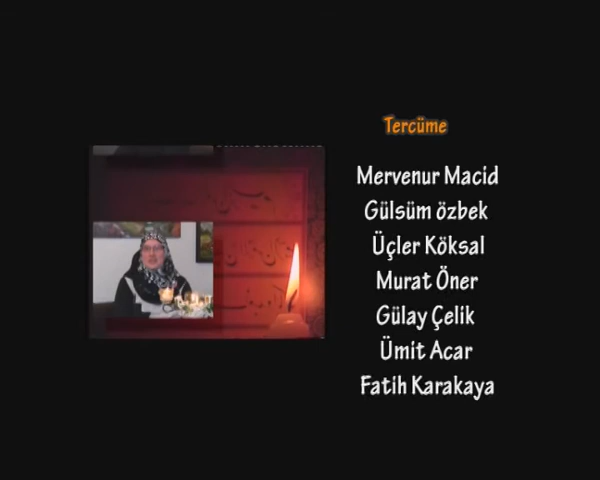 Tercüme
Mervenur Macid
Gülsüm özbek
Üçler Köksal
Murat Öner
Gülay Çelik
Ümit Acar
Fatih Karakaya